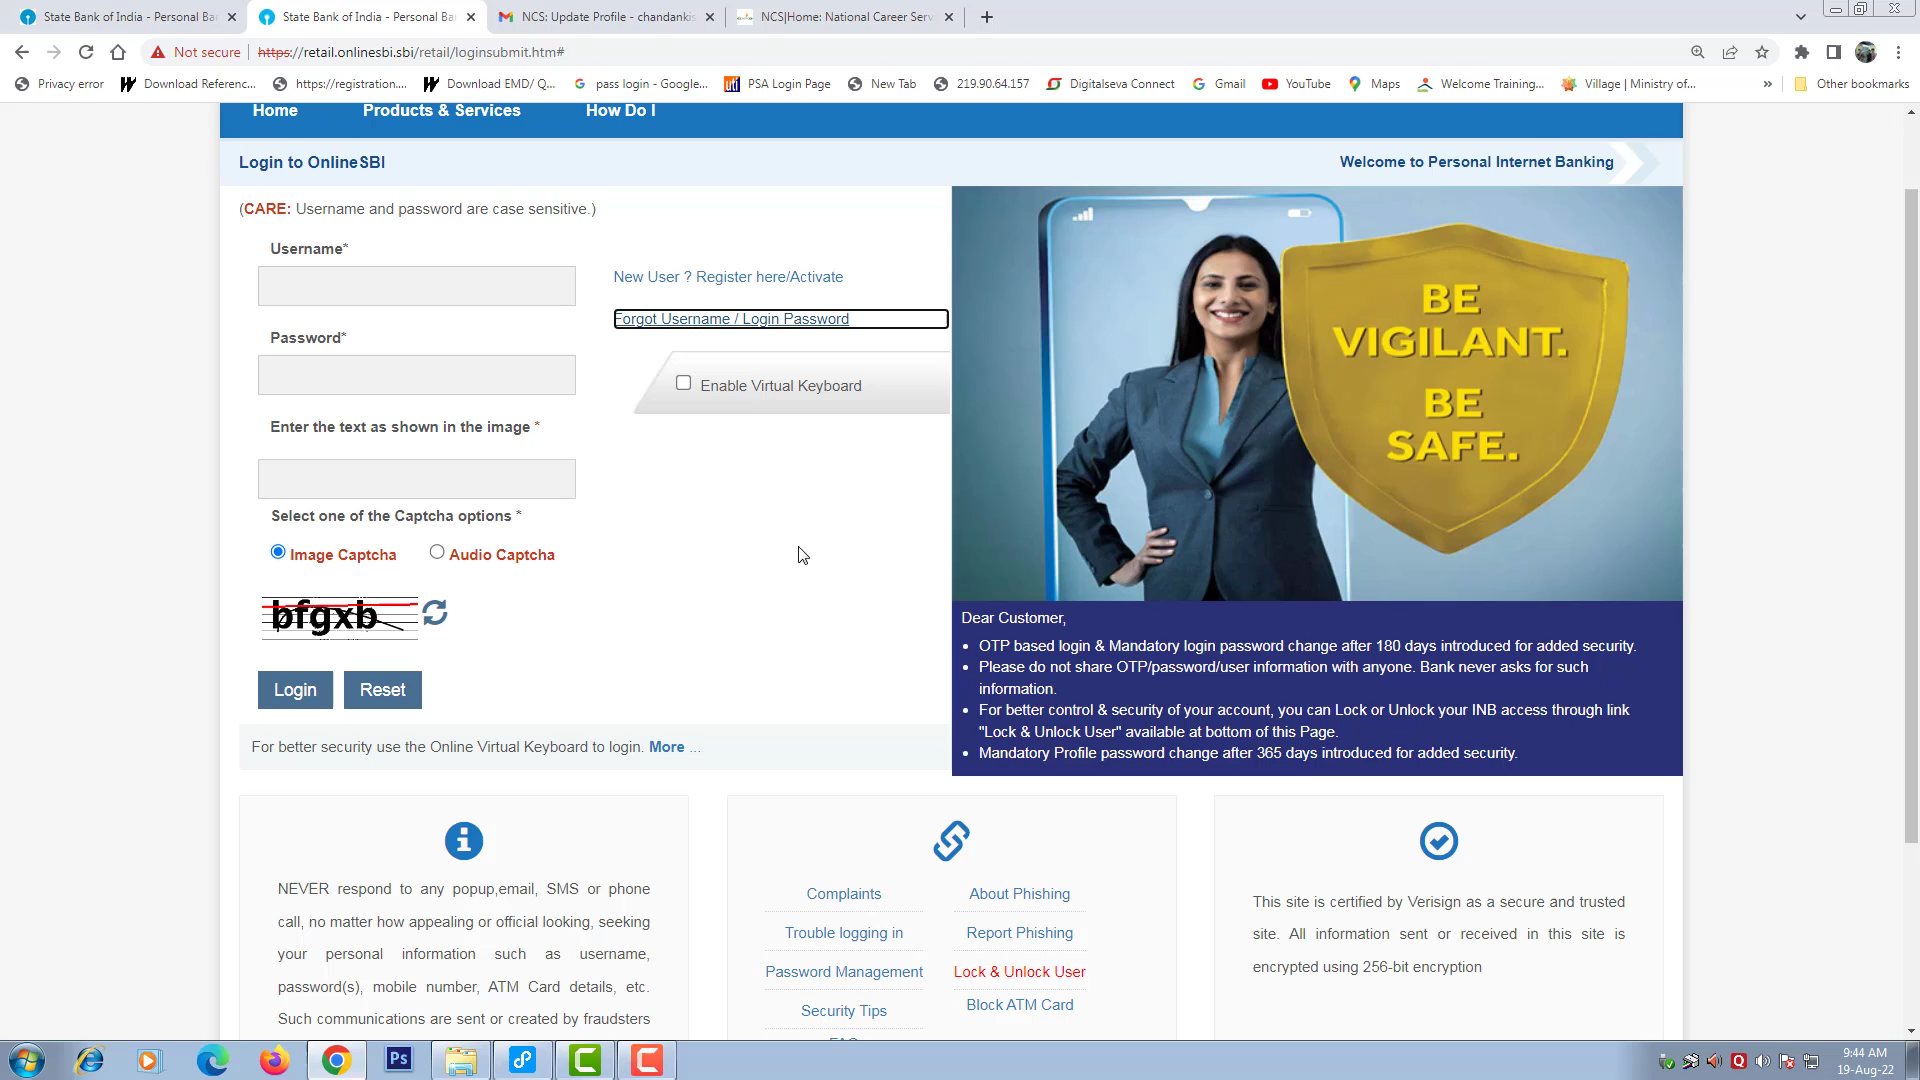 State Bank of India - Personal Ba
State Bank of India - Personal Ba
NCS: Update Profile - chandankis
NCS|Home: National Career Serv
Not secure
https://retail.onlinesbi.sbi/retail/loginsubmit.htm#
Privacy error
Download Referenc...
https://registration....
Download EMD/ Q...
pass login - Google...
PSA Login Page
New Tab
219.90.64.157
Digitalseva Connect
Gmail
YouTube
Maps
Welcome Training...
Village | Ministry of...
»
Other bookmarks
Home
Products & Services
How Do I
Login to OnlineSBI
Welcome to Personal Internet Banking
(CARE: Username and password are case sensitive.)
Username*
New User ? Register here/Activate
Forgot Username / Login Password
Password*
Enable Virtual Keyboard
Enter the text as shown in the image *
Select one of the Captcha options *
Image Captcha
Audio Captcha
bfgxb
Login
Reset
For better security use the Online Virtual Keyboard to login. More ...
BE
VIGILANT.
BE
SAFE.
Dear Customer,
• OTP based login & Mandatory login password change after 180 days introduced for added security.
• Please do not share OTP/password/user information with anyone. Bank never asks for such
information.
• For better control & security of your account, you can Lock or Unlock your INB access through link
"Lock & Unlock User" available at bottom of this Page.
• Mandatory Profile password change after 365 days introduced for added security.
NEVER respond to any popup,email, SMS or phone
call, no matter how appealing or official looking, seeking
your personal information such as username,
password(s), mobile number, ATM Card details, etc.
Such communications are sent or created by fraudsters
Complaints
About Phishing
Trouble logging in
Report Phishing
Password Management
Lock & Unlock User
Security Tips
Block ATM Card
This site is certified by Verisign as a secure and trusted
site. All information sent or received in this site is
encrypted using 256-bit encryption
Ps
9:44 AM
19-Aug-22